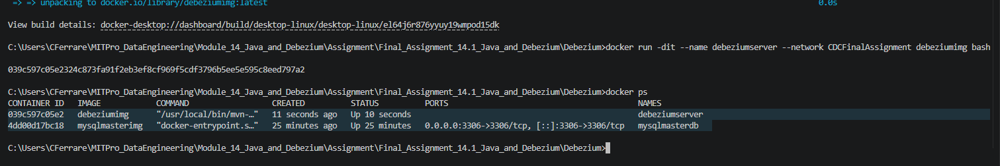 => => unpacking to docker.io/library/debeziumimg:latest 0.0s
View build details: docker-desktop://dashboard/build/desktop-linux/desktop-linux/el64j6r876yyuy19wmpod15dk
C:\Users\CFerrare\MITPro_DataEngineering\Module_14_Java_and_Debezium\Assignment\Final_Assignment_14.1_Java_and_Debezium\Debezium>docker run -dit --name debeziumserver --network CDCFinalAssignment debeziumimg bash
039c597c05e2324c873fa91f2eb3ef8cf969f5cdf3796b5ee5e595c8eed797a2
C:\Users\CFerrare\MITPro_DataEngineering\Module_14_Java_and_Debezium\Assignment\Final_Assignment_14.1_Java_and_Debezium\Debezium>docker ps
CONTAINER ID IMAGE COMMAND CREATED STATUS PORTS NAMES
039c597c05e2 debeziumimg "/usr/local/bin/mvn-…" 11 seconds ago Up 10 seconds debeziumserver
4dd00d17bc18 mysqlmasterimg "docker-entrypoint.s…" 25 minutes ago Up 25 minutes 0.0.0.0:3306->3306/tcp, [::]:3306->3306/tcp mysqlmasterdb
C:\Users\CFerrare\MITPro_DataEngineering\Module_14_Java_and_Debezium\Assignment\Final_Assignment_14.1_Java_and_Debezium\Debezium>